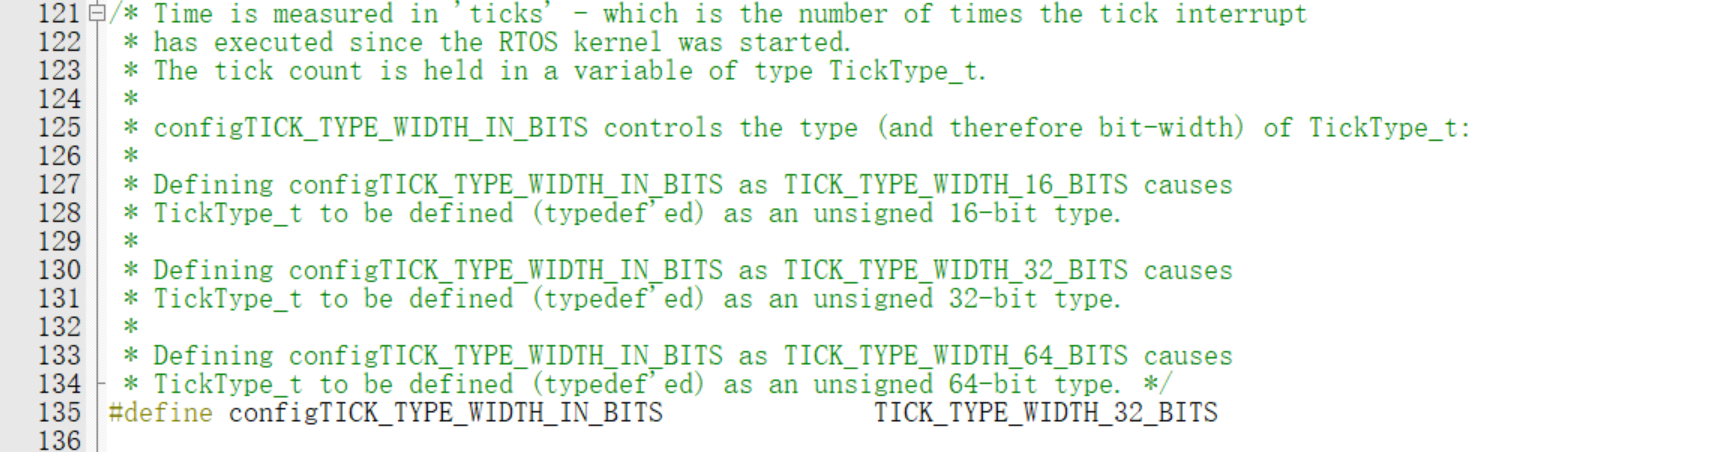 121 /* Time is measured in 'ticks' - which is the number of times the tick interrupt
122  * has executed since the RTOS kernel was started.
123  * The tick count is held in a variable of type TickType_t.
124  *
125  * configTICK_TYPE_WIDTH_IN_BITS controls the type (and therefore bit-width) of TickType_t:
126  *
127  * Defining configTICK_TYPE_WIDTH_IN_BITS as TICK_TYPE_WIDTH_16_BITS causes
128  * TickType_t to be defined (typedef'ed) as an unsigned 16-bit type.
129  *
130  * Defining configTICK_TYPE_WIDTH_IN_BITS as TICK_TYPE_WIDTH_32_BITS causes
131  * TickType_t to be defined (typedef'ed) as an unsigned 32-bit type.
132  *
133  * Defining configTICK_TYPE_WIDTH_IN_BITS as TICK_TYPE_WIDTH_64_BITS causes
134  * TickType_t to be defined (typedef'ed) as an unsigned 64-bit type. */
135 #define configTICK_TYPE_WIDTH_IN_BITS              TICK_TYPE_WIDTH_32_BITS
136